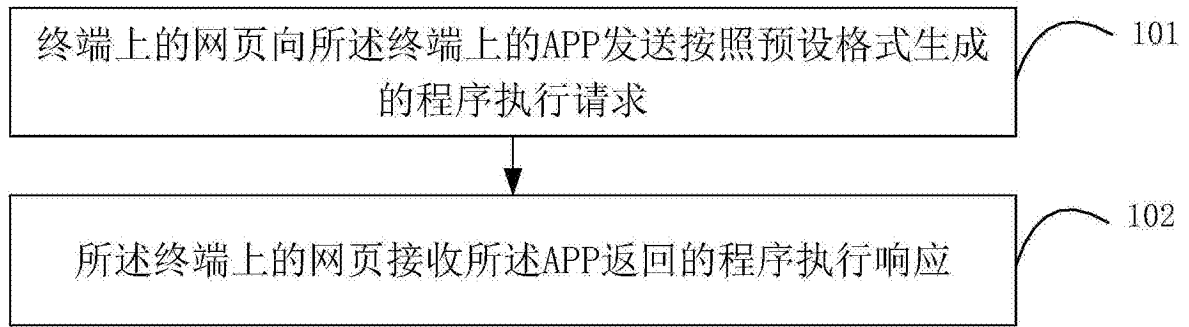 终端上的网页向所述终端上的APP发送按照预设格式生成
的程序执行请求
101
所述终端上的网页接收所述APP返回的程序执行响应
102